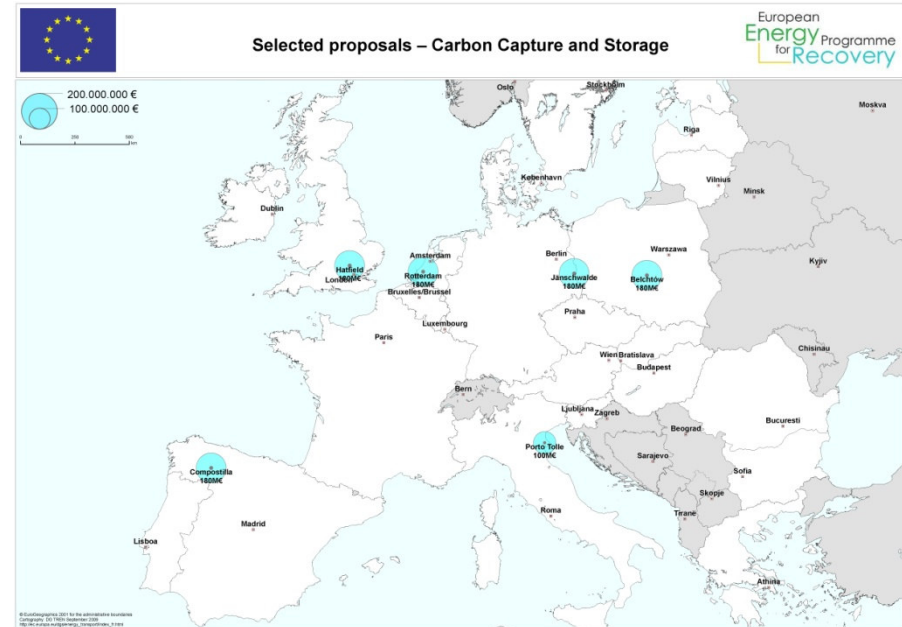 Selected proposals – Carbon Capture and Storage
European
Energy Programme
for Recovery
200.000.000 €
100.000.000 €
Oslo
Stockholm
Moskva
Riga
København
Vilnius
Minsk
Dublin
Amsterdam
Berlin
Warszawa
Kyjiv
Hatfield
180M€
London
Rotterdam
180M€
Janschwalde
180M€
Belchtów
180M€
Bruxelles/Brussel
Luxembourg
Praha
Paris
Wien
Bratislava
Budapest
Chisinau
Bern
Ljubljana
Zagreb
Bucuresti
Beograd
Porto Tolle
100M€
Sarajevo
Sofia
Compostilla
180M€
Skopje
Roma
Tirane
Madrid
Lisboa
Athina